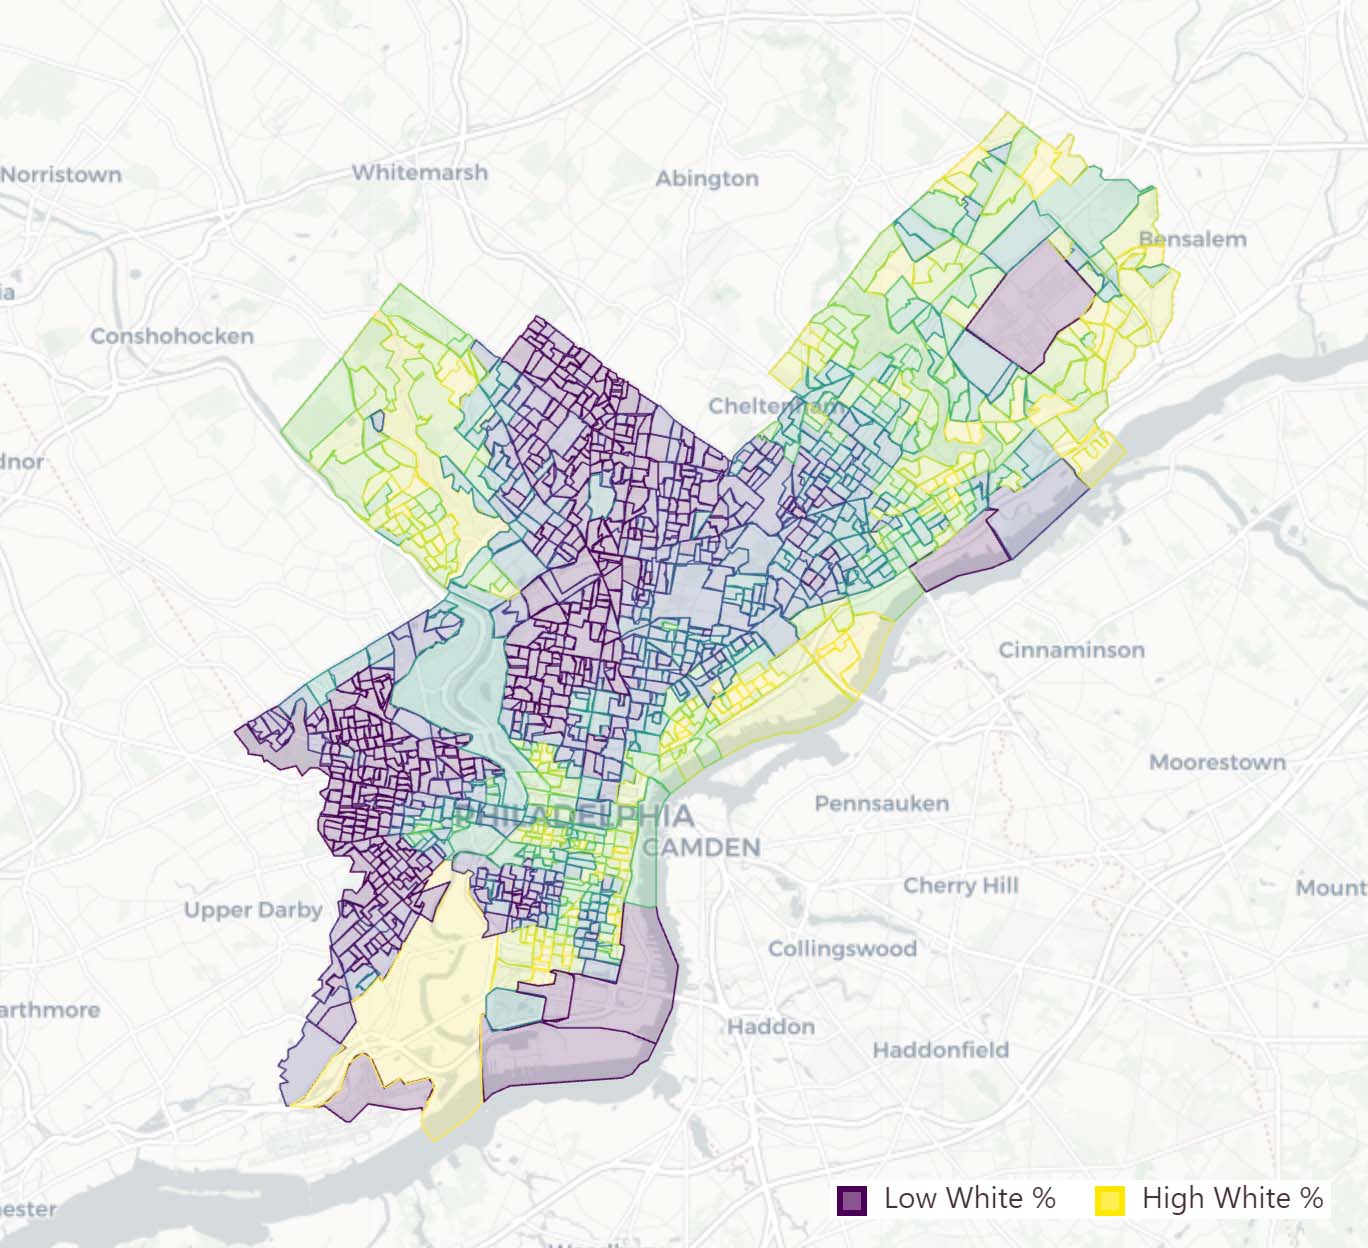 Whitemarsh
Norristown
Abington
Bensalem
ia
Conshohocken
Cheltenham
dnor
Cinnaminson
Moorestown
Pennsauken
PHILADELPHIA
CAMDEN
Cherry Hill
Mount
Upper Darby
Collingswood
arthmore
Haddon
Haddonfield
Low White % High White %
ester